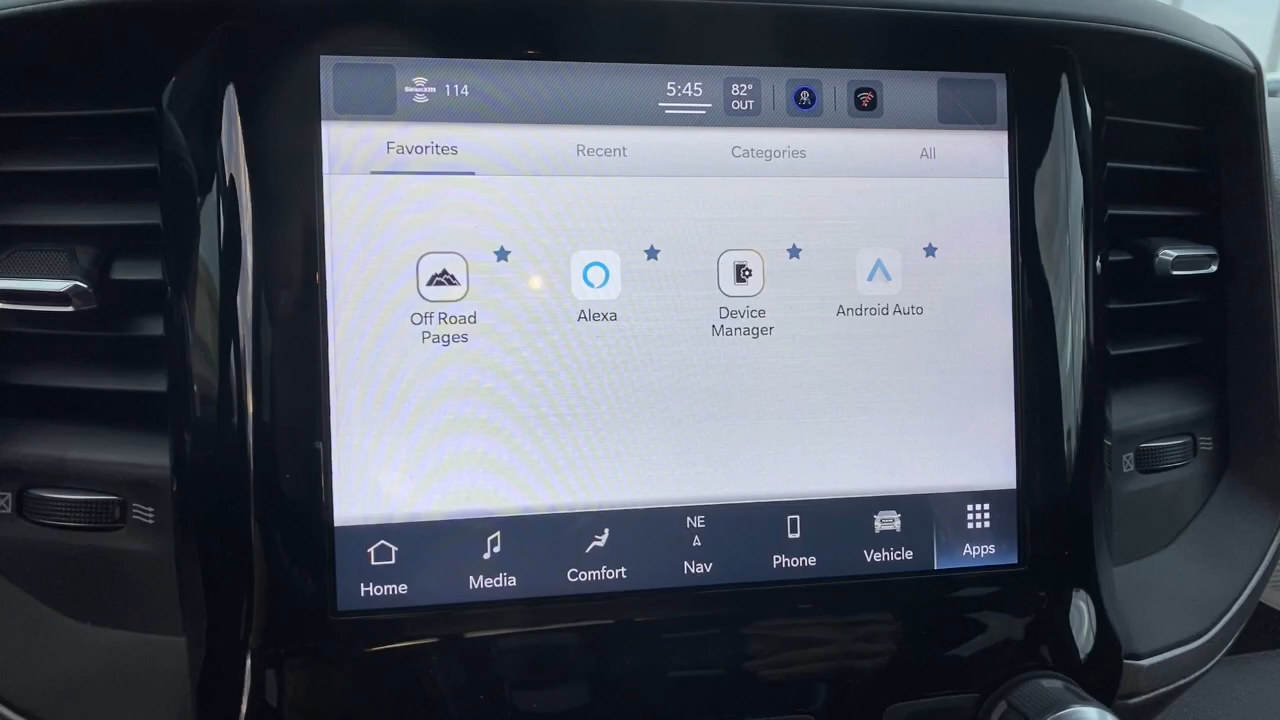 SiriusXM 114 5:45 82° OUT
Favorites Recent Categories All
Off Road Pages
Alexa
Device Manager
Android Auto
NE
Home Media Comfort Nav Phone Vehicle Apps